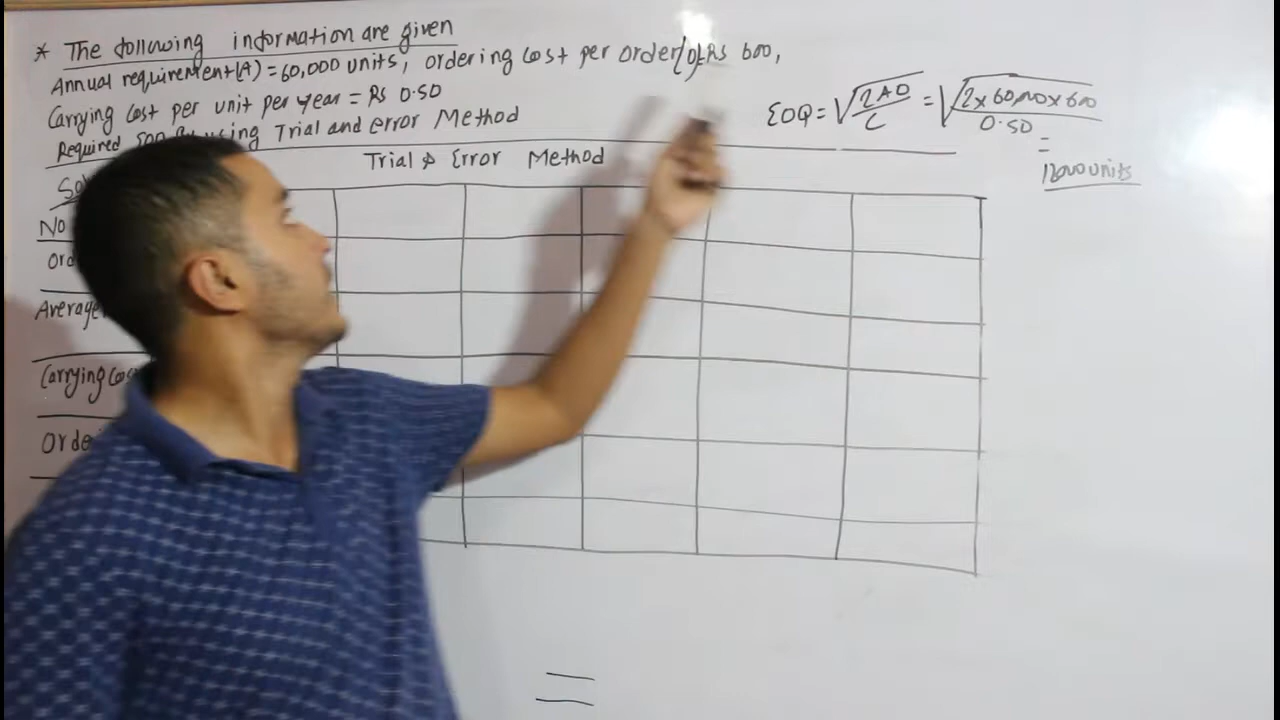 * The following information are given
Annual requirement(A) = 60,000 units, ordering cost per order(O) = Rs 600,
Carrying cost per unit per year = Rs 0.50
Required using Trial and error Method
EOQ = √2AO/C = √2 x 60,000 x 600/0.50
=
12000 units
Trial & Error Method
So
No
Ord
Average
Carrying Cos
Orde
=